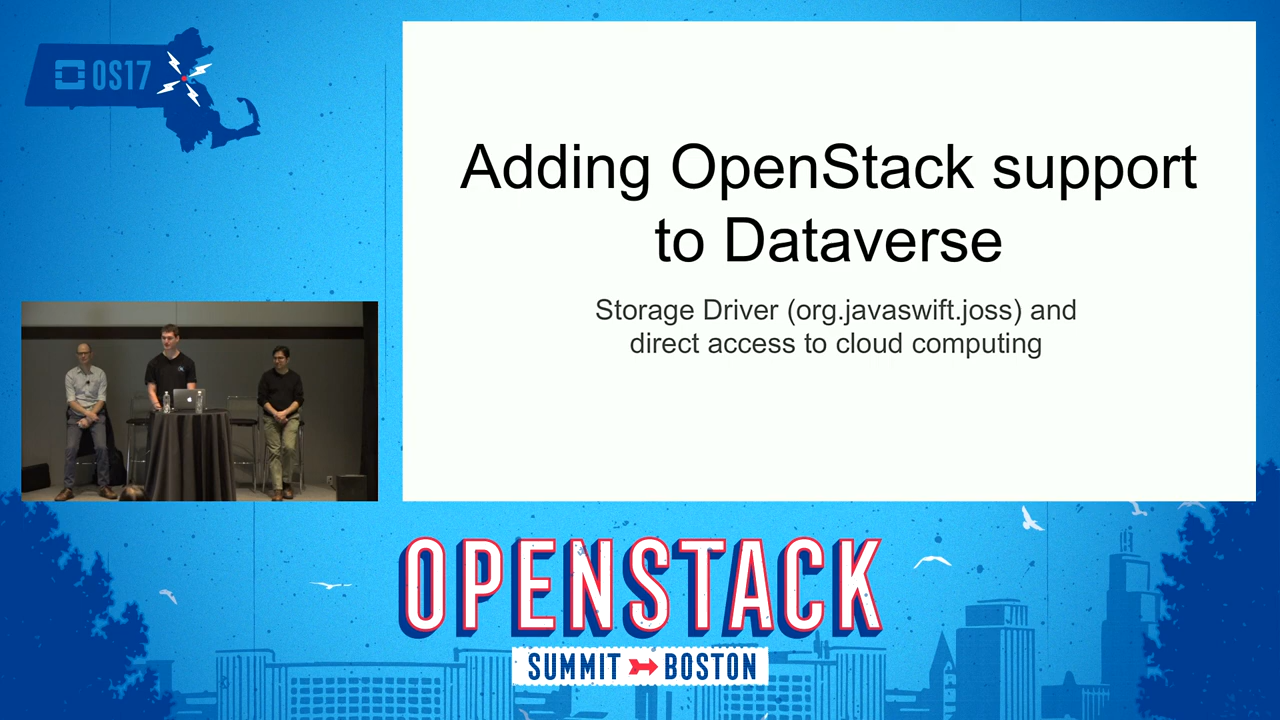 OS17
Adding OpenStack support
to Dataverse
Storage Driver (org.javaswift.joss) and
direct access to cloud computing
OPENSTACK
SUMMIT BOSTON